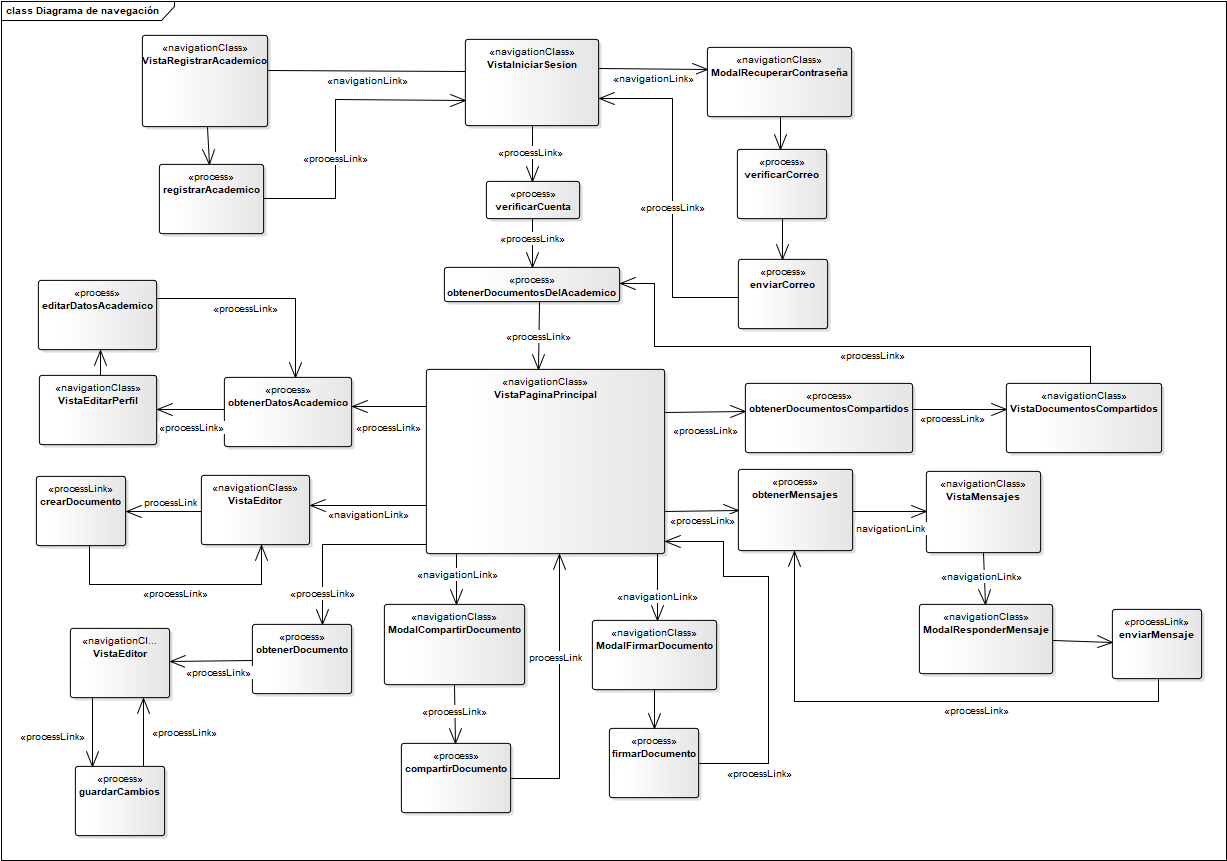 class Diagrama de navegación
«navigationClass»
VistaRegistrarAcademico
«navigationLink»
«navigationClass»
VistaIniciarSesion
«navigationLink»
«navigationClass»
ModalRecuperarContraseña
«process»
registrarAcademico
«processLink»
«processLink»
«process»
verificarCuenta
«processLink»
«process»
verificarCorreo
«processLink»
«process»
enviarCorreo
«process»
obtenerDocumentosDelAcademico
«processLink»
«processLink»
«process»
editarDatosAcademico
«processLink»
«navigationClass»
VistaEditarPerfil
«processLink»
«process»
obtenerDatosAcademico
«processLink»
«navigationClass»
VistaPaginaPrincipal
«processLink»
«process»
obtenerDocumentosCompartidos
«processLink»
«navigationClass»
VistaDocumentosCompartidos
«processLink»
crearDocumento
processLink
«navigationClass»
VistaEditor
«navigationLink»
«processLink»
«processLink»
«process»
obtenerMensajes
navigationLink
«navigationClass»
VistaMensajes
«navigationLink»
«navigationClass»
ModalResponderMensaje
«processLink»
enviarMensaje
«processLink»
«processLink»
«process»
obtenerDocumento
«processLink»
«navigationCl...
VistaEditor
«processLink»
«processLink»
«process»
guardarCambios
«navigationLink»
«navigationClass»
ModalCompartirDocumento
«processLink»
«process»
compartirDocumento
processLink
«navigationLink»
«navigationClass»
ModalFirmarDocumento
«process»
firmarDocumento
«processLink»